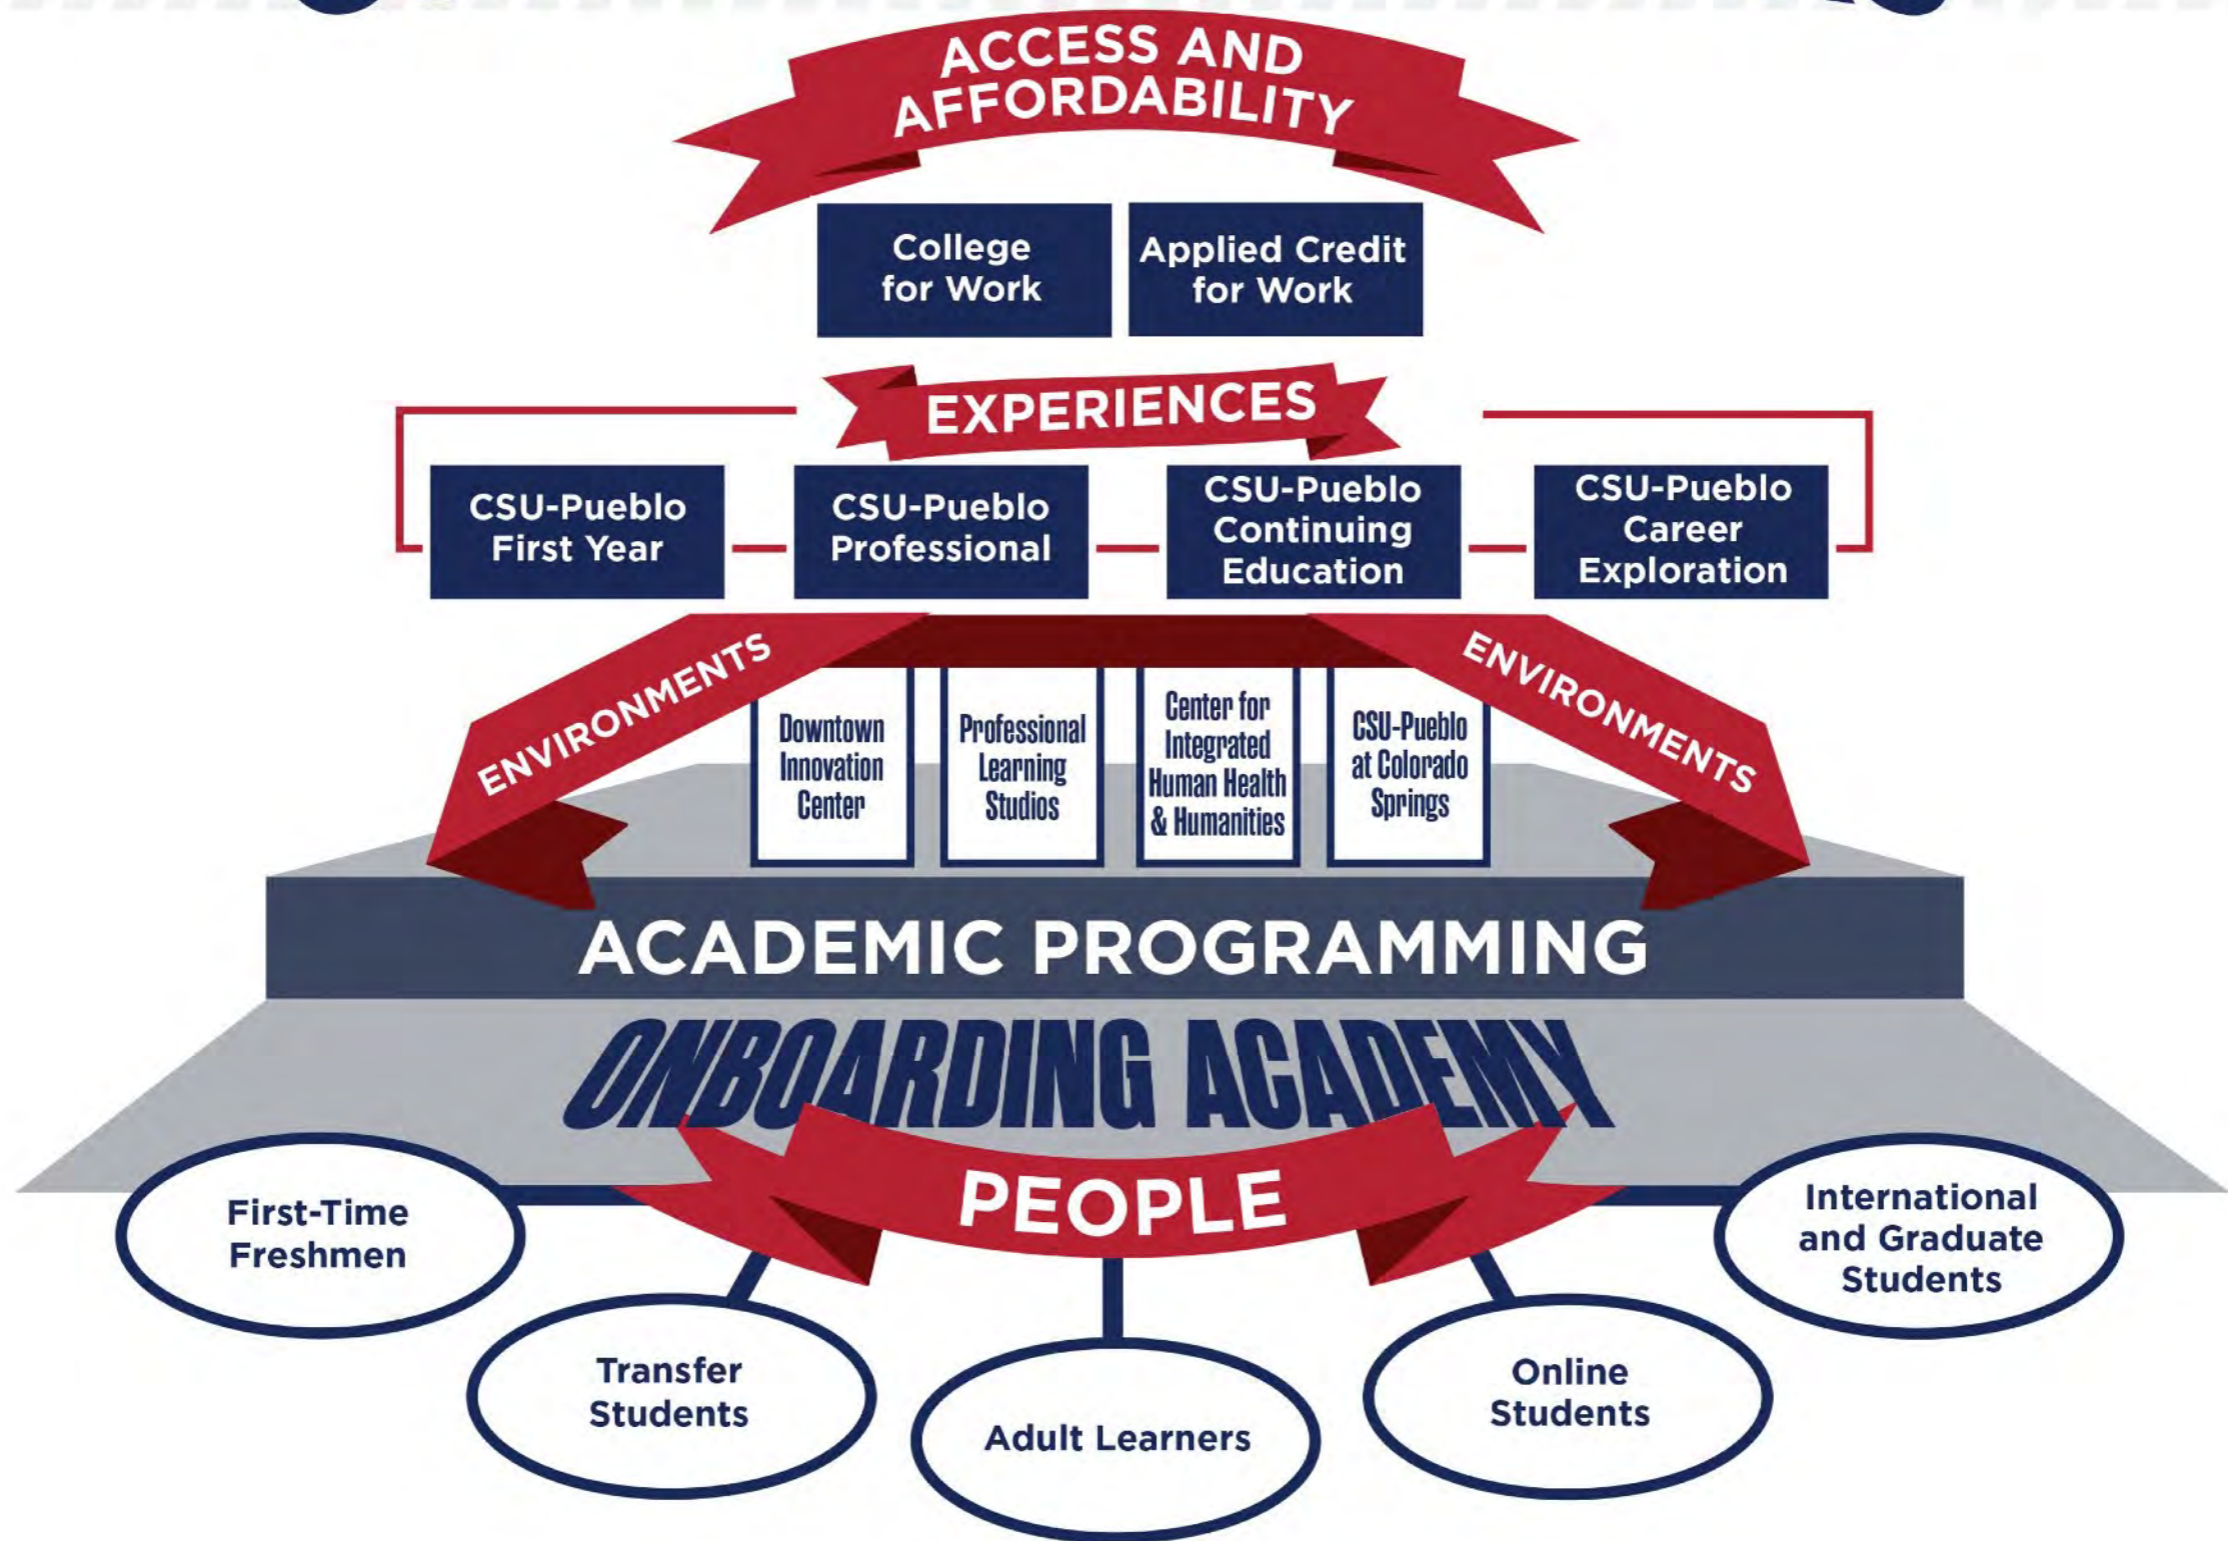 ACCESS AND
AFFORDABILITY
College
for Work
Applied Credit
for Work
EXPERIENCES
CSU-Pueblo
First Year
CSU-Pueblo
Professional
CSU-Pueblo
Continuing
Education
CSU-Pueblo
Career
Exploration
ENVIRONMENTS
ENVIRONMENTS
Downtown
Innovation
Center
Professional
Learning
Studios
Center for
Integrated
Human Health
& Humanities
CSU-Pueblo
at Colorado
Springs
ACADEMIC PROGRAMMING
ONBOARDING ACADEMY
PEOPLE
First-Time
Freshmen
Transfer
Students
Adult Learners
Online
Students
International
and Graduate
Students